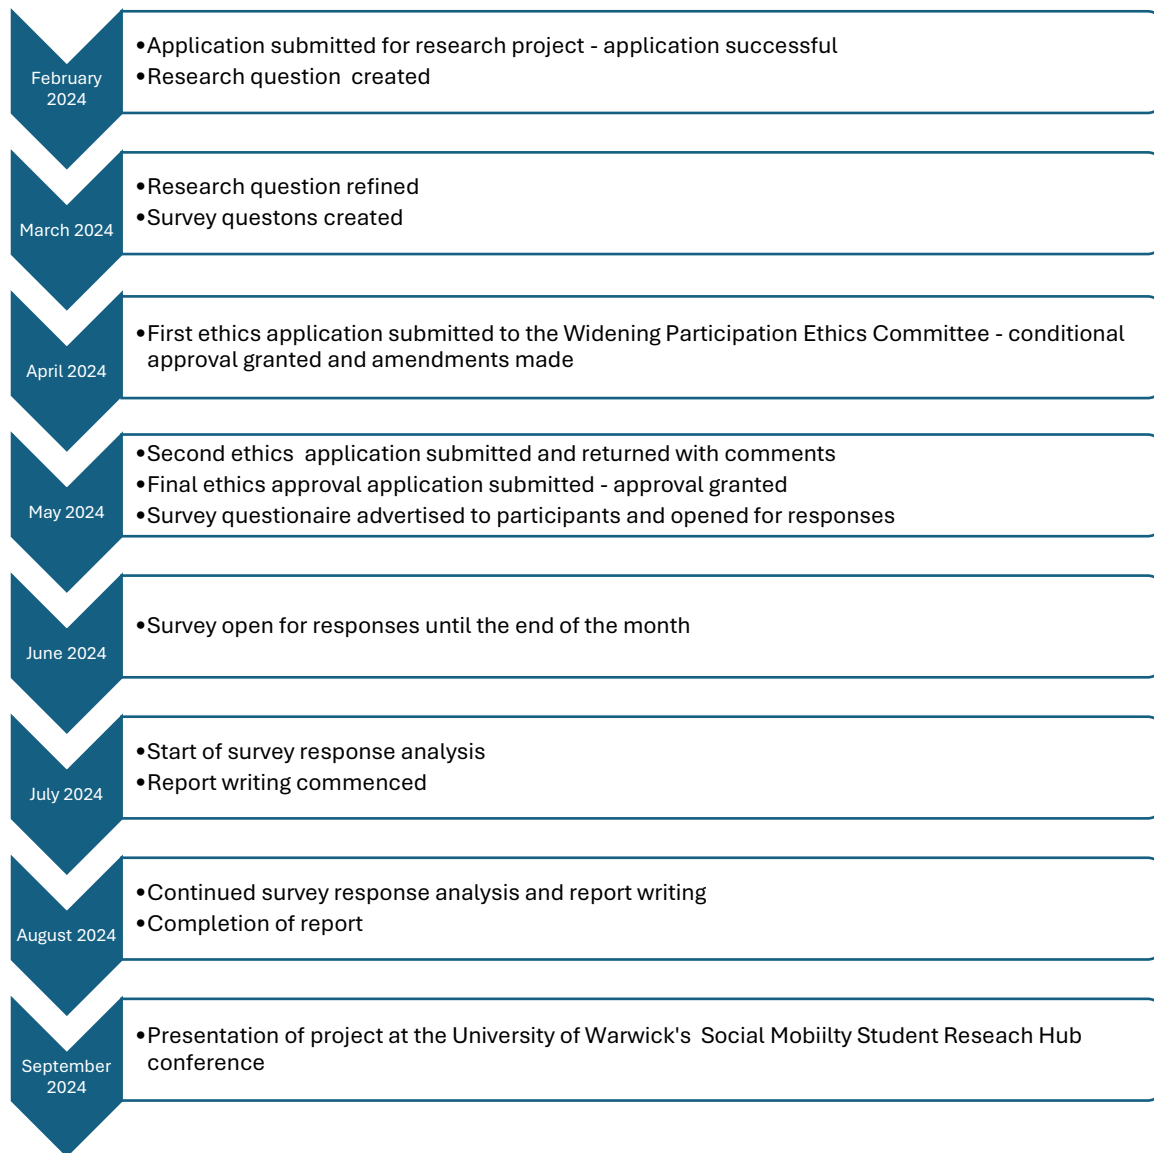 February
2024
•Application submitted for research project - application successful
•Research question  created
March 2024
•Research question refined
•Survey questons created
April 2024
•First ethics application submitted to the Widening Participation Ethics Committee - conditional
approval granted and amendments made
May 2024
•Second ethics  application submitted and returned with comments
•Final ethics approval application submitted - approval granted
•Survey questionaire advertised to participants and opened for responses
June 2024
•Survey open for responses until the end of the month
July 2024
•Start of survey response analysis
•Report writing commenced
August 2024
•Continued survey response analysis and report writing
•Completion of report
September
2024
•Presentation of project at the University of Warwick's  Social Mobiilty Student Reseach Hub
conference